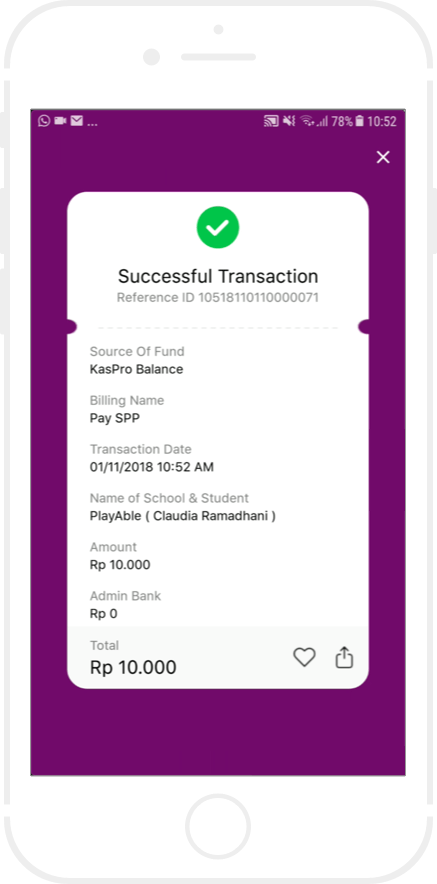 ... 78% 10:52
Successful Transaction
Reference ID 10518110110000071
Source Of Fund
KasPro Balance
Billing Name
Pay SPP
Transaction Date
01/11/2018 10:52 AM
Name of School & Student
PlayAble ( Claudia Ramadhani )
Amount
Rp 10.000
Admin Bank
Rp 0
Total
Rp 10.000